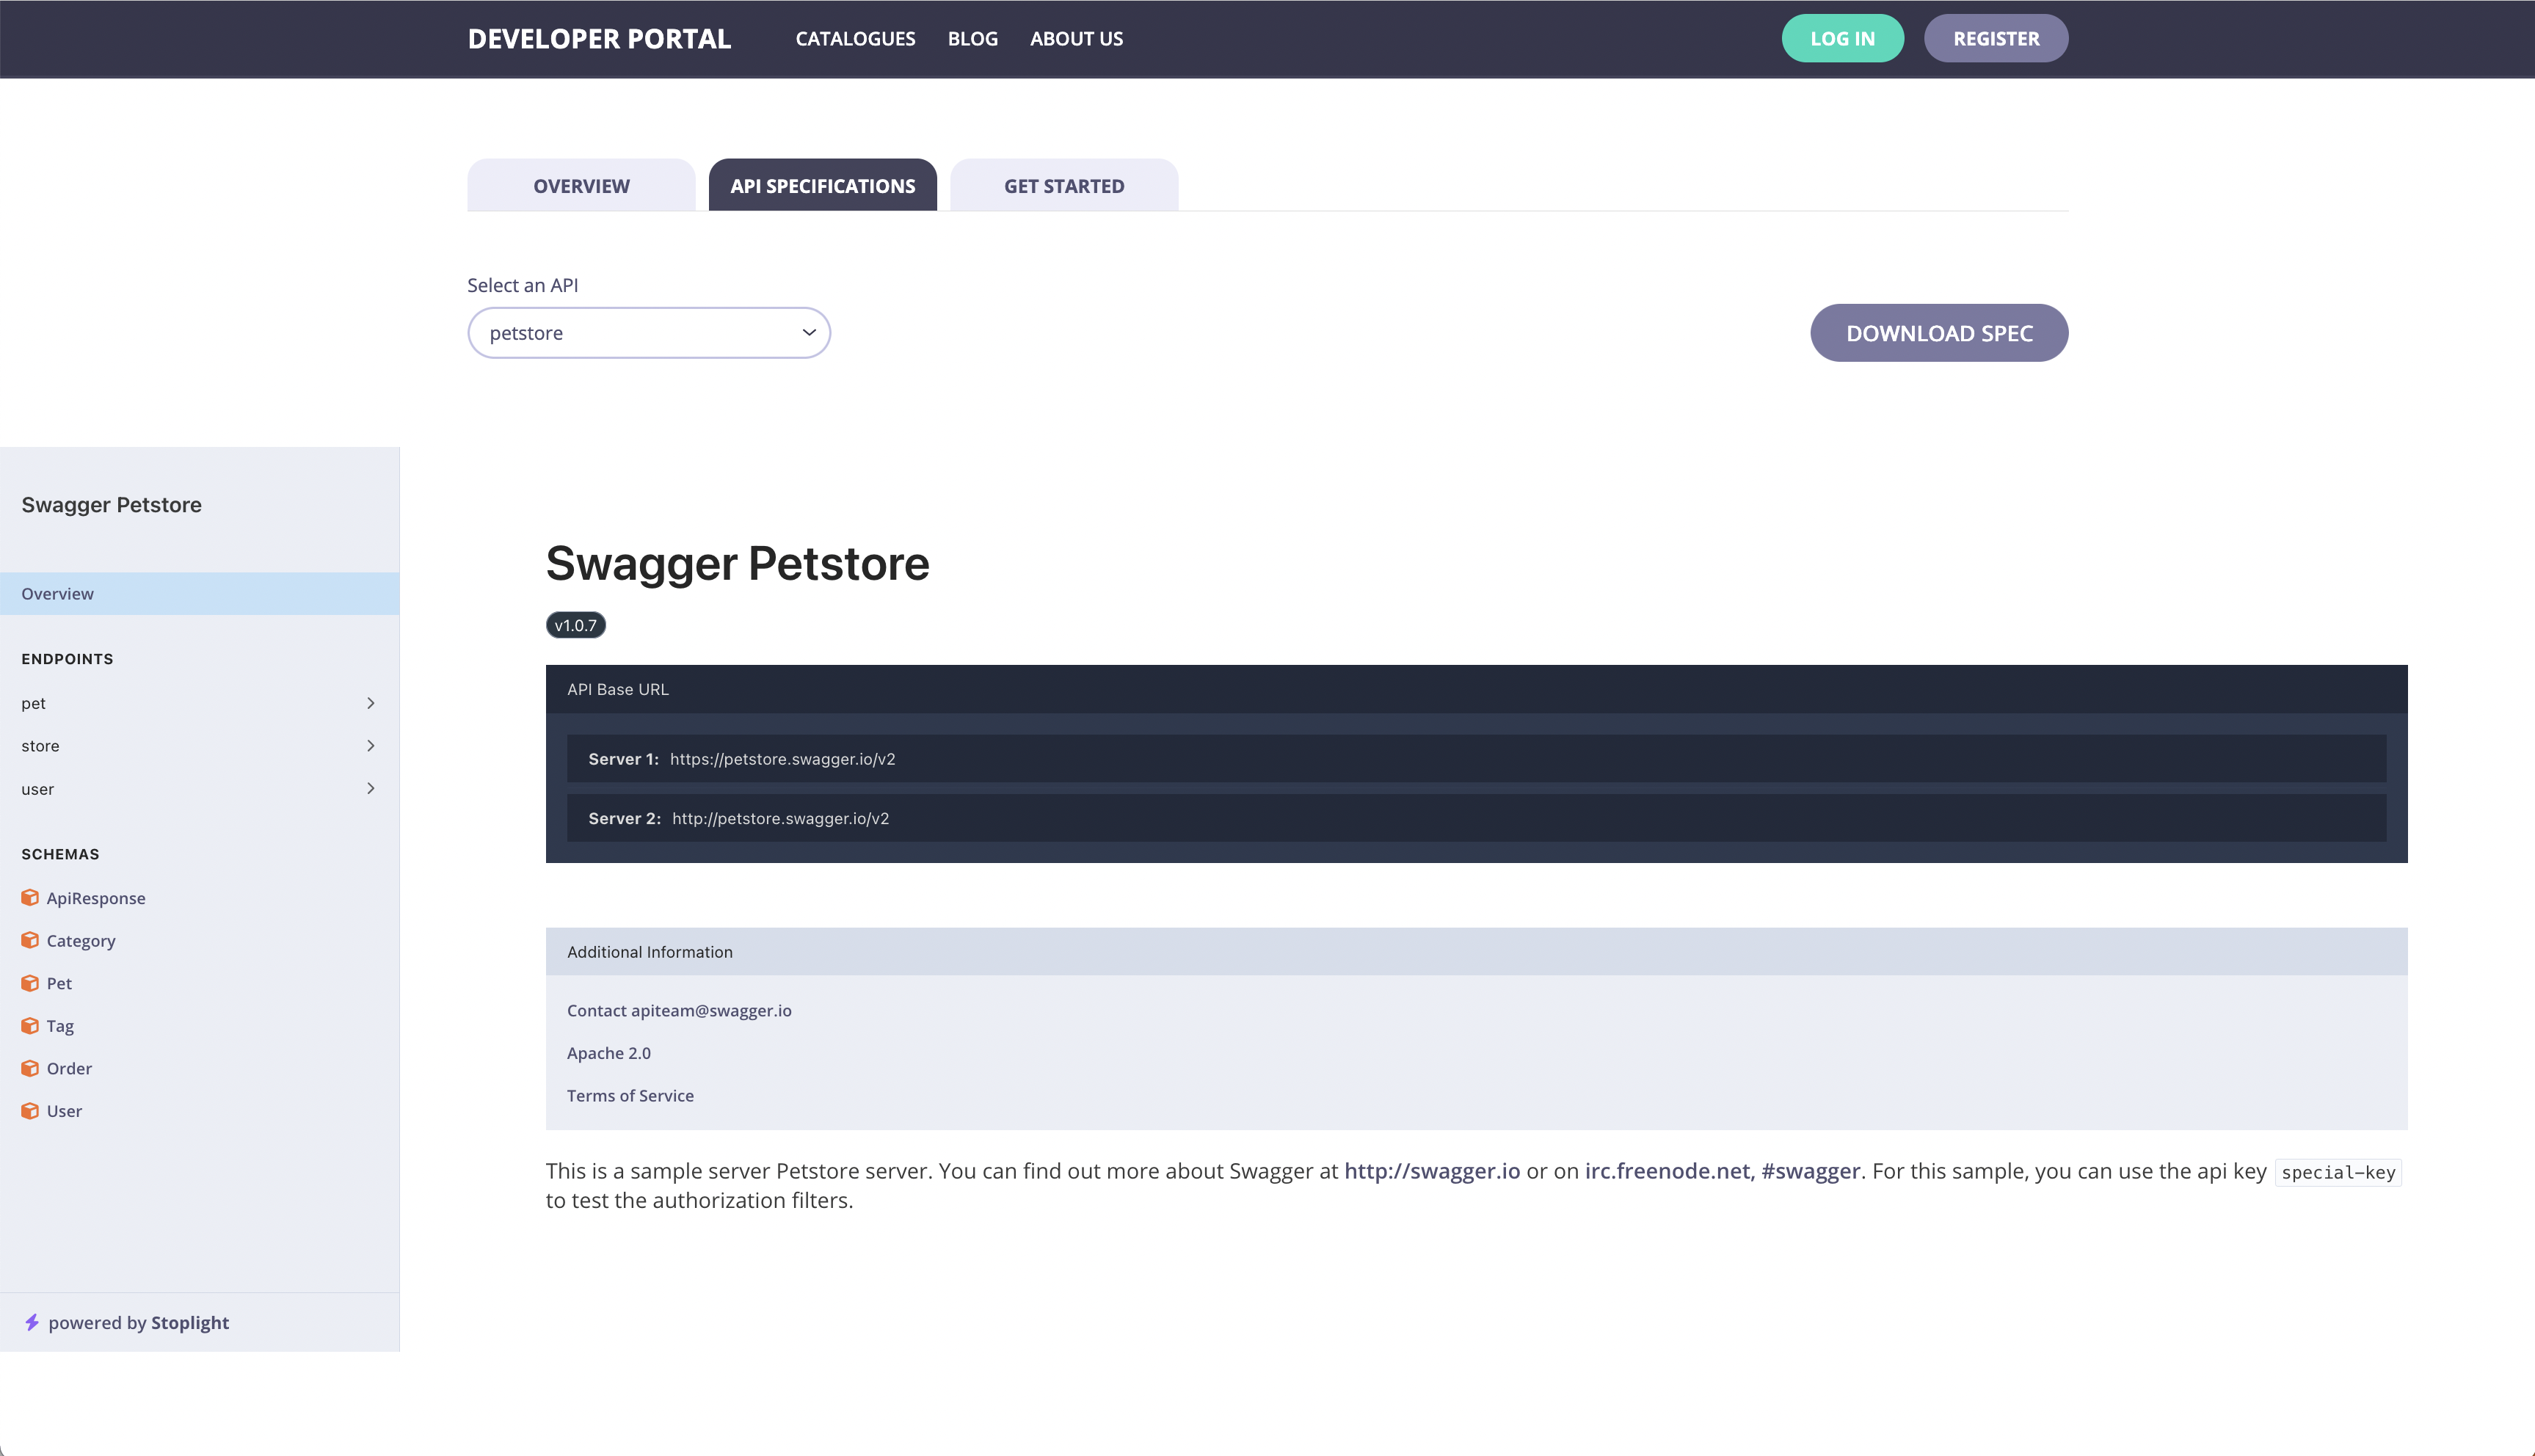 DEVELOPER PORTAL
CATALOGUES
BLOG
ABOUT US
LOG IN
REGISTER
OVERVIEW
API SPECIFICATIONS
GET STARTED
Select an API
petstore
DOWNLOAD SPEC
Swagger Petstore
Overview
ENDPOINTS
pet
store
user
SCHEMAS
ApiResponse
Category
Pet
Tag
Order
User
powered by Stoplight
Swagger Petstore
v1.0.7
API Base URL
Server 1: https://petstore.swagger.io/v2
Server 2: http://petstore.swagger.io/v2
Additional Information
Contact apiteam@swagger.io
Apache 2.0
Terms of Service
This is a sample server Petstore server. You can find out more about Swagger at http://swagger.io or on irc.freenode.net, #swagger. For this sample, you can use the api key special-key
to test the authorization filters.